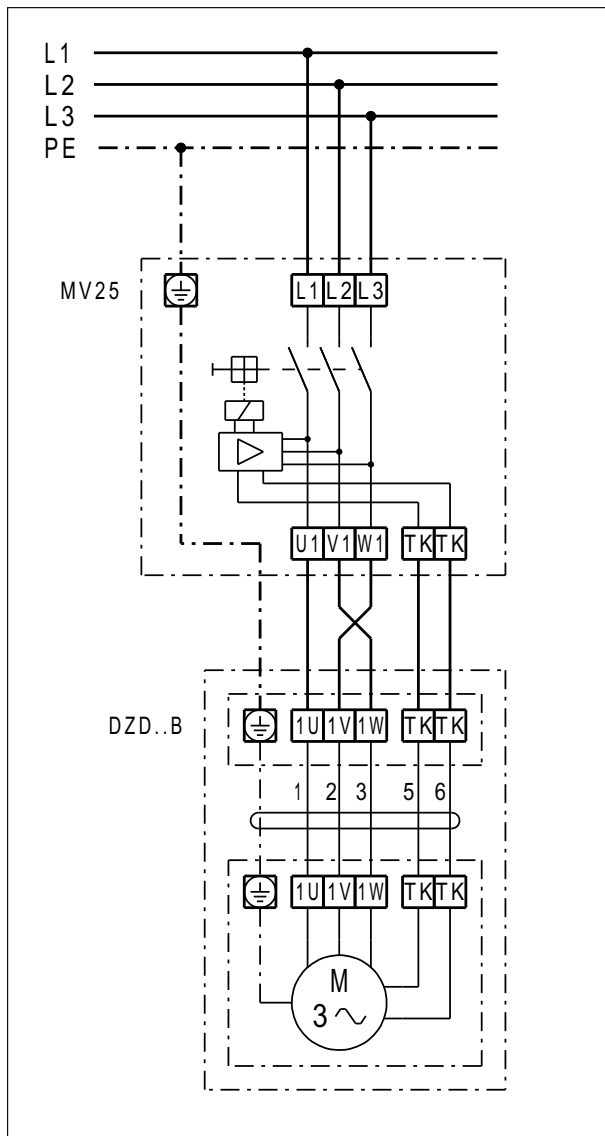 L1
L2
L3
PE
MV25
L1 L2 L3
U1 V1 W1 TK TK
DZD..B
1U 1V 1W TK TK
1 2 3 5 6
1U 1V 1W TK TK
M
3